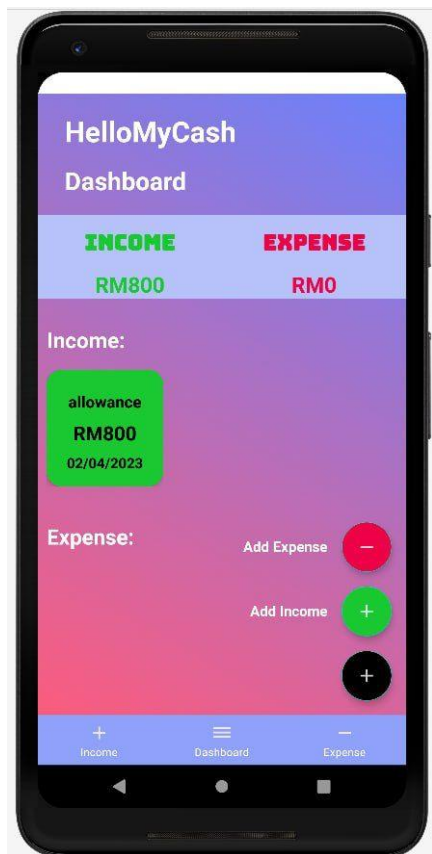 HelloMyCash
Dashboard
INCOME EXPENSE
RM800 RM0
Income:
allowance
RM800
02/04/2023
Expense:
Add Expense
Add Income
Income Dashboard Expense